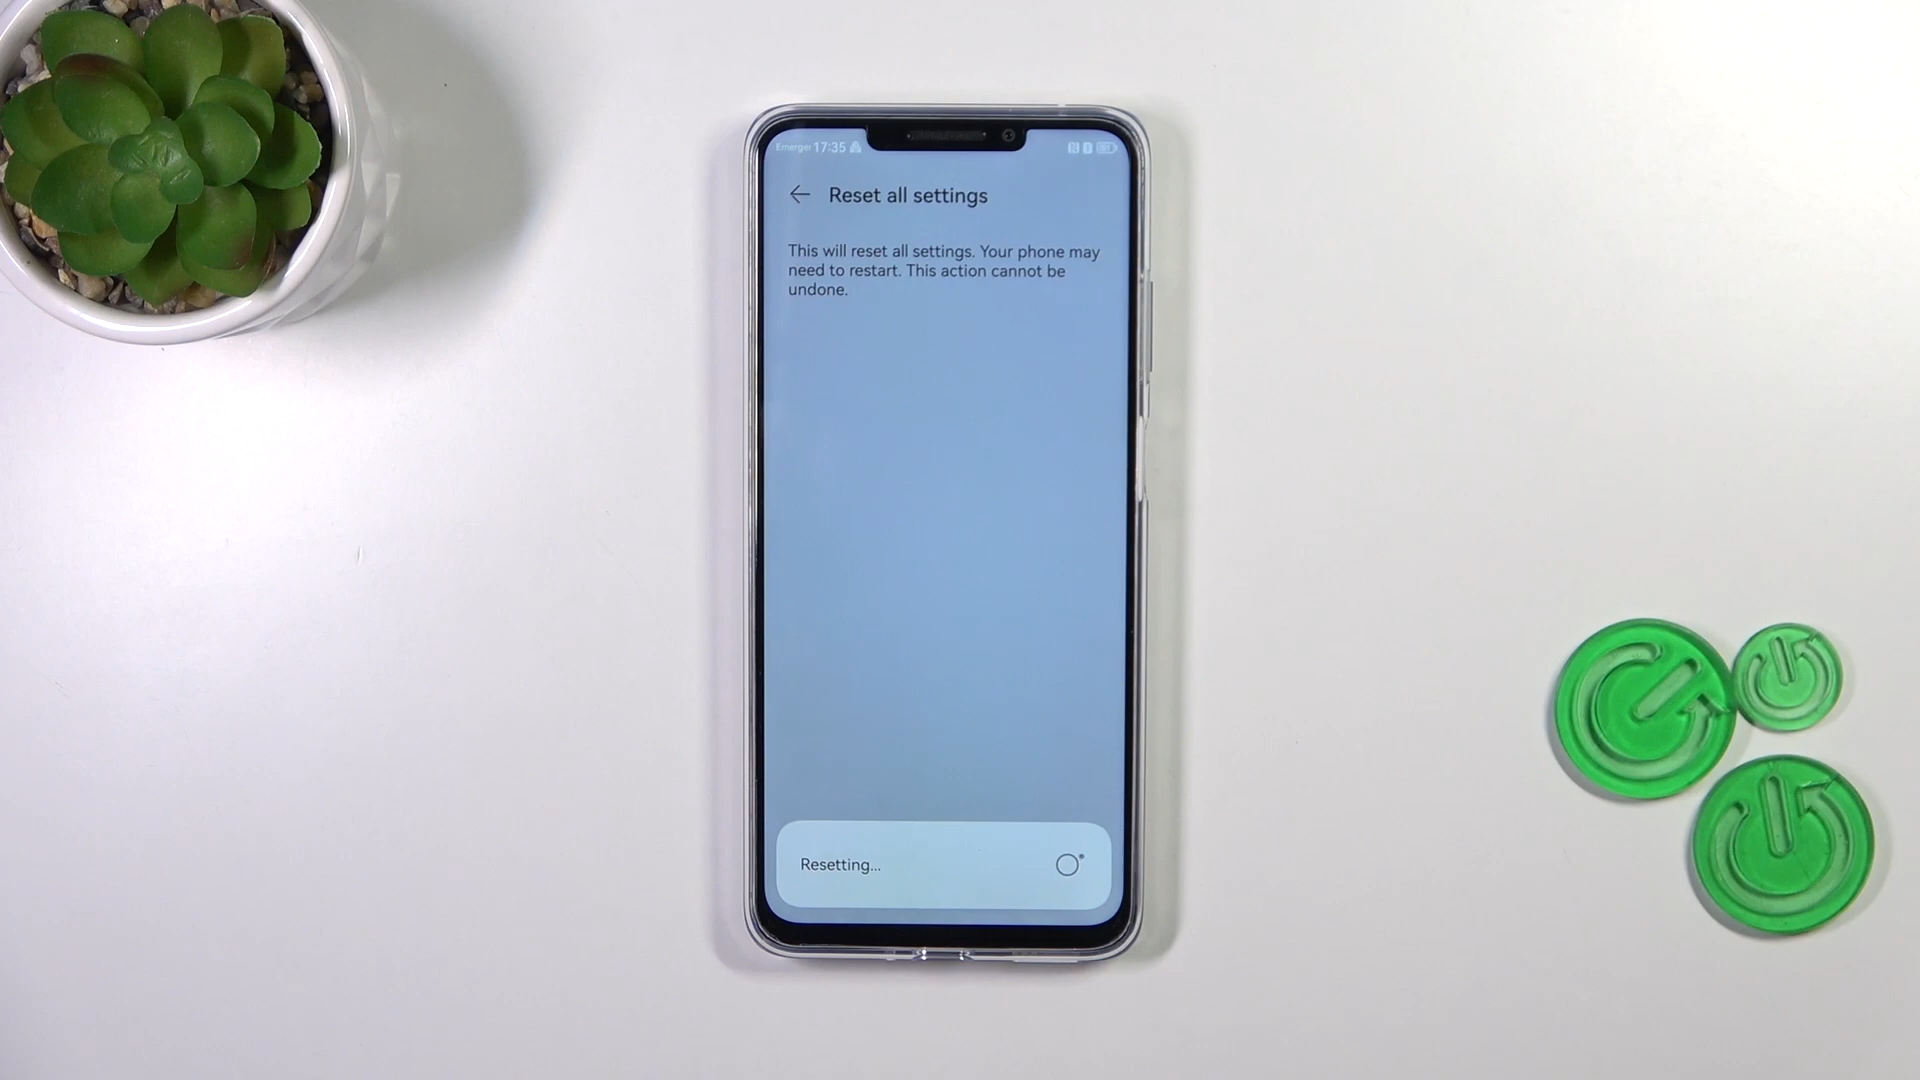 Emerger 17:35
Reset all settings
This will reset all settings. Your phone may
need to restart. This action cannot be
undone.
Resetting...